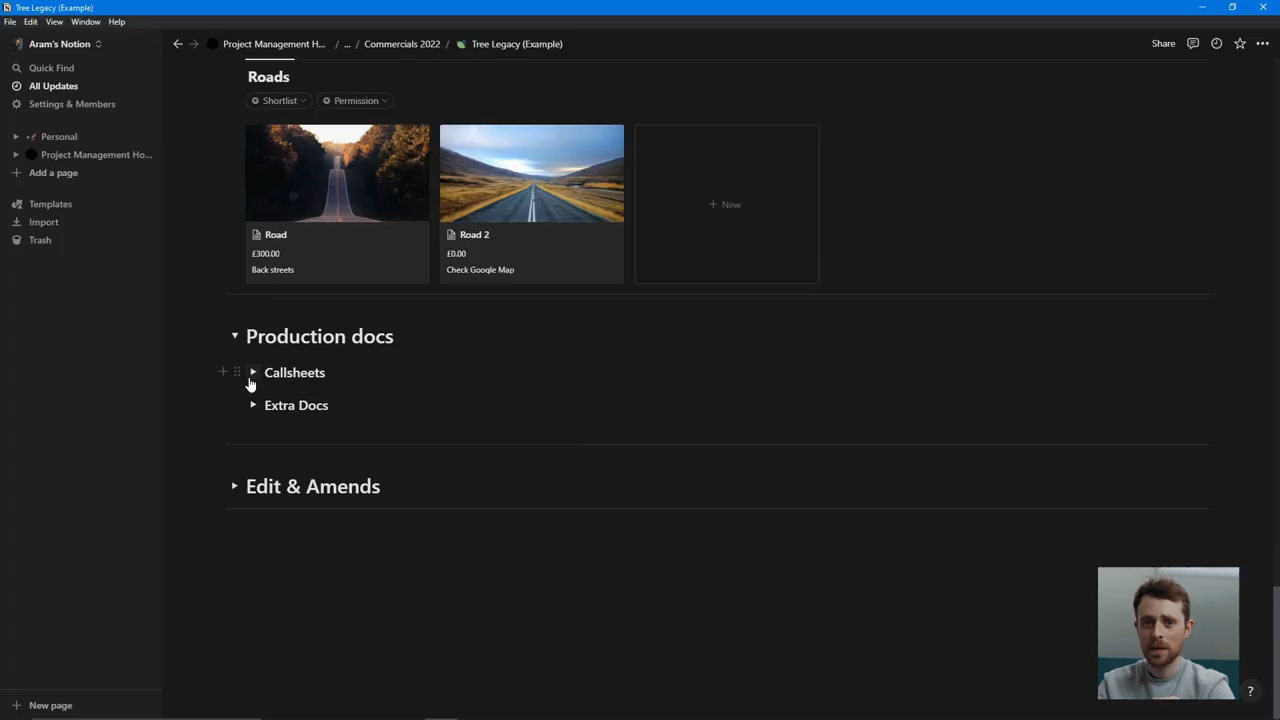 Tree Legacy (Example)
File Edit View Window Help
Aram's Notion
Project Management H... / ... / Commercials 2022 / Tree Legacy (Example)
Share
Quick Find
All Updates
Settings & Members
Personal
Project Management Ho...
Add a page
Templates
Import
Trash
New page
Roads
Shortlist
Permission
Road
£300.00
Back streets
Road 2
£0.00
Check Google Map
+ New
Production docs
Callsheets
Extra Docs
Edit & Amends
?